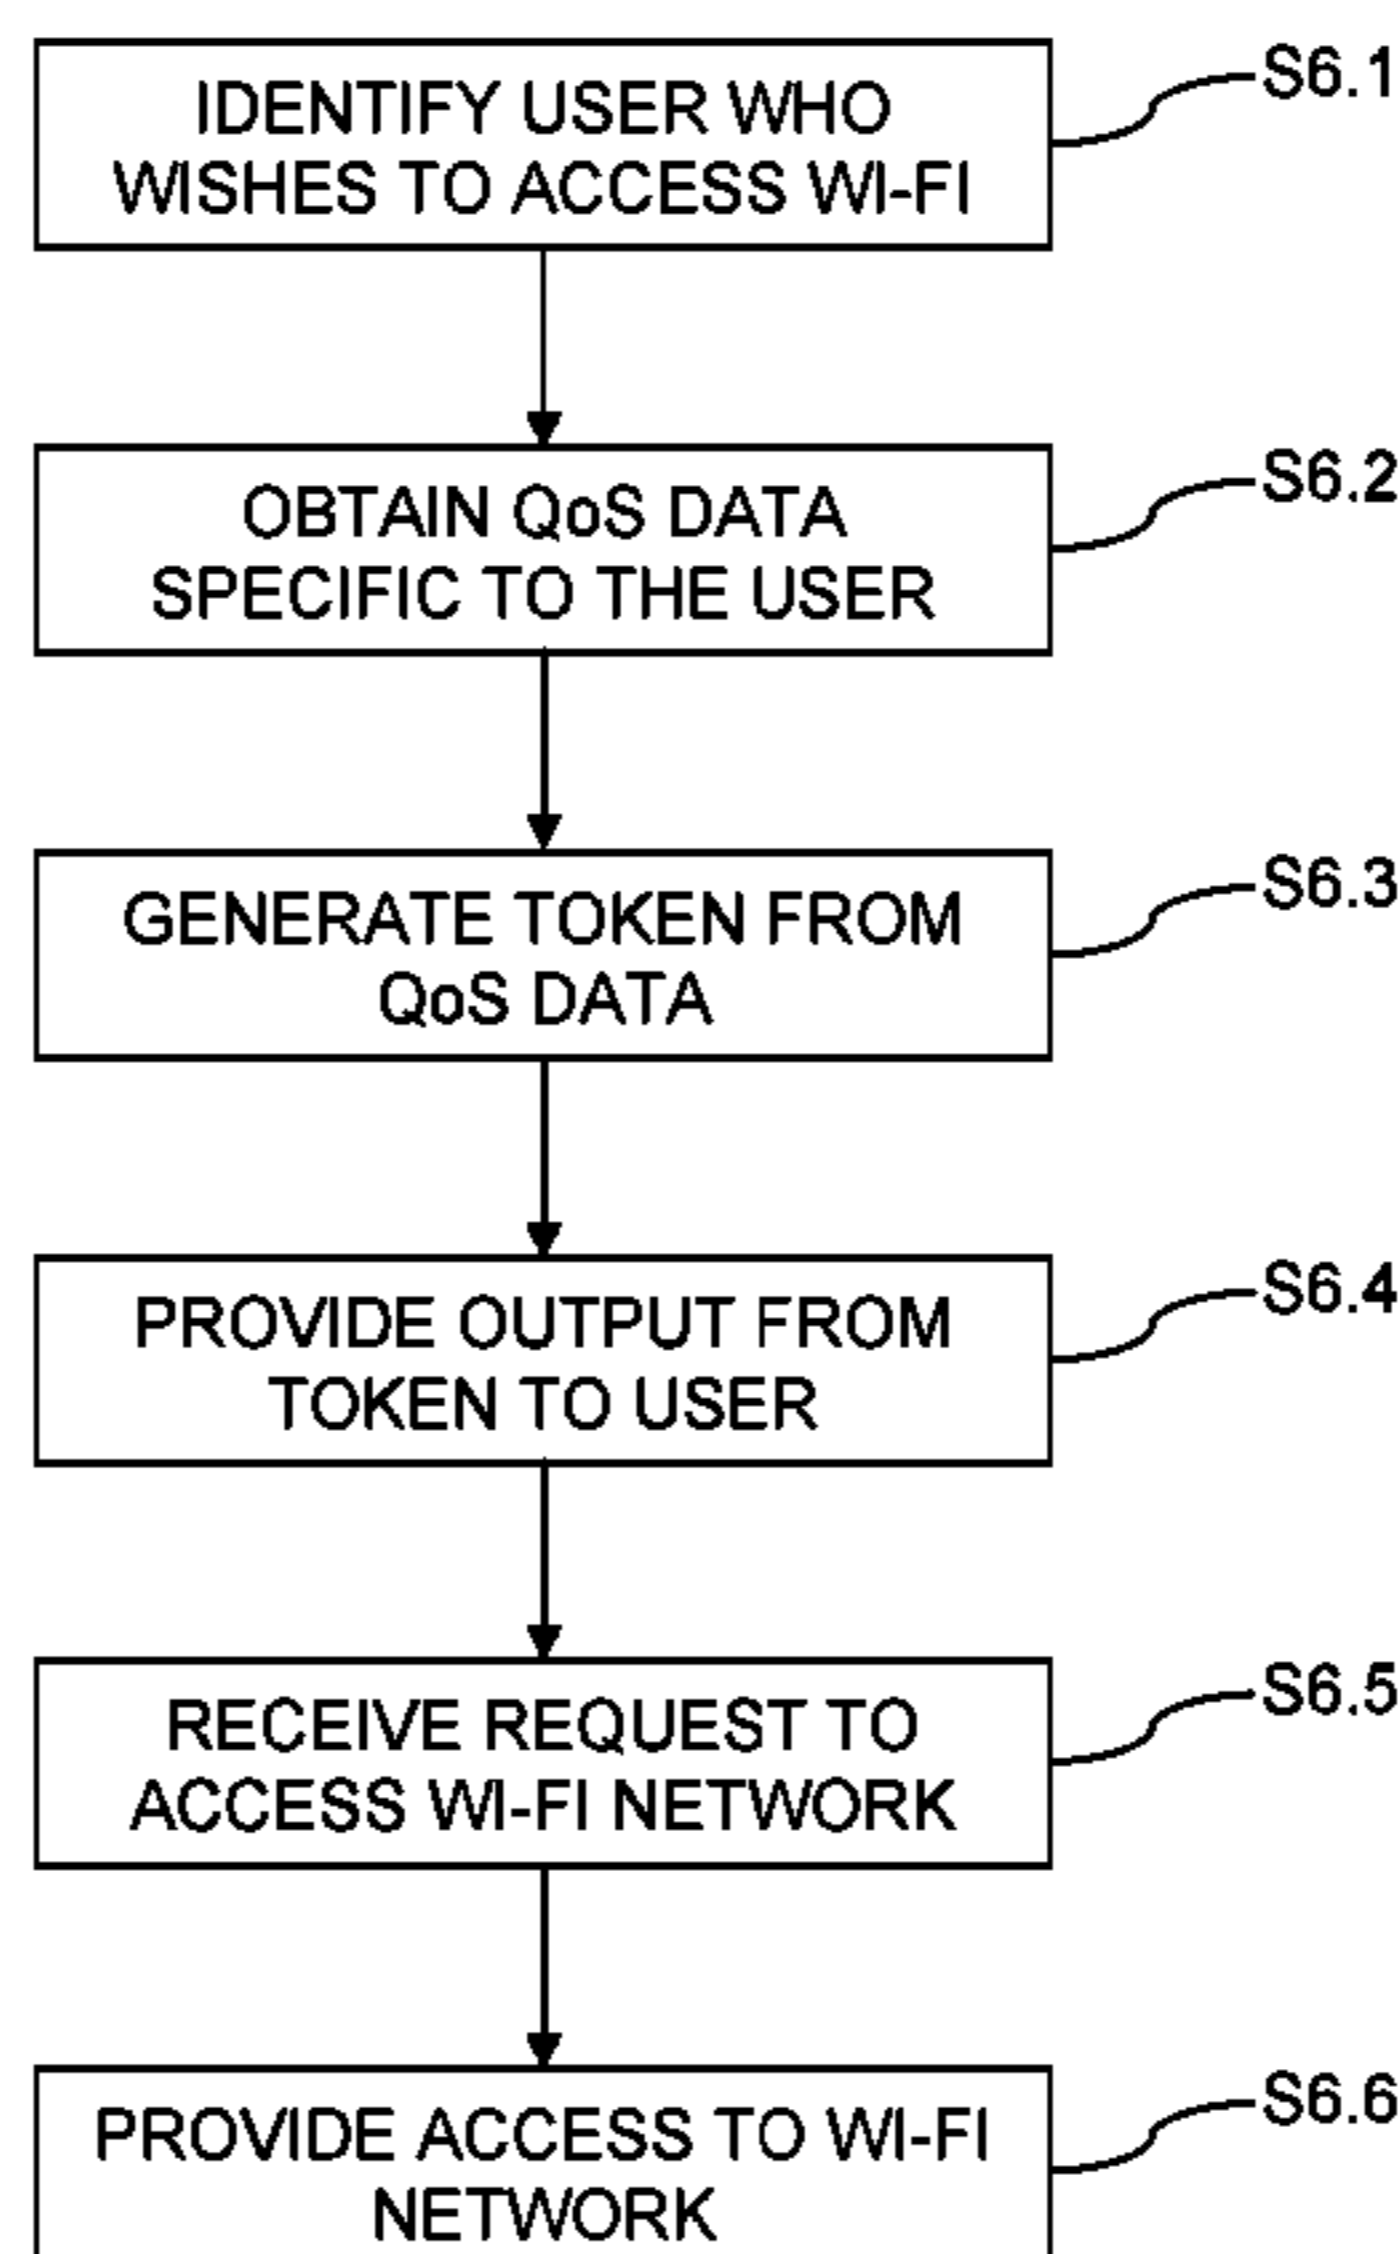 IDENTIFY USER WHO
WISHES TO ACCESS WI-FI
S6.1
OBTAIN QoS DATA
SPECIFIC TO THE USER
S6.2
GENERATE TOKEN FROM
QoS DATA
S6.3
PROVIDE OUTPUT FROM
TOKEN TO USER
S6.4
RECEIVE REQUEST TO
ACCESS WI-FI NETWORK
S6.5
PROVIDE ACCESS TO WI-FI
NETWORK
S6.6